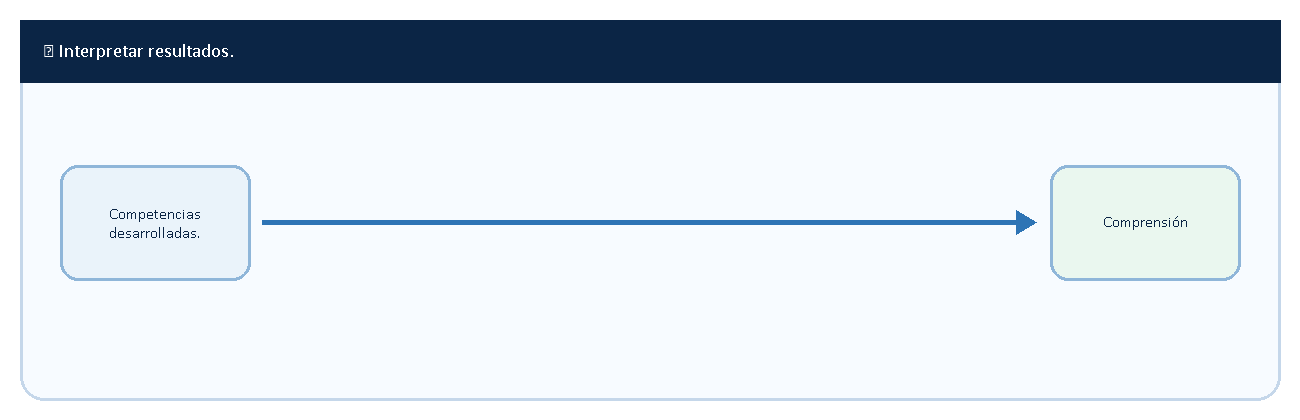 Interpretar resultados.
Competencias
desarrolladas.
Comprensión